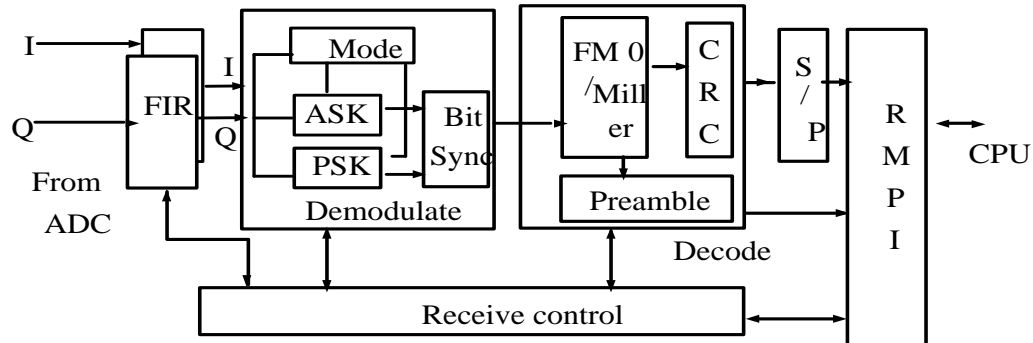 I
Q
From
ADC
FIR
I
Q
Mode
ASK
PSK
Bit
Sync
Demodulate
FM 0
/Mill
er
C
R
C
Preamble
Decode
S
/
P
R
M
P
I
CPU
Receive control